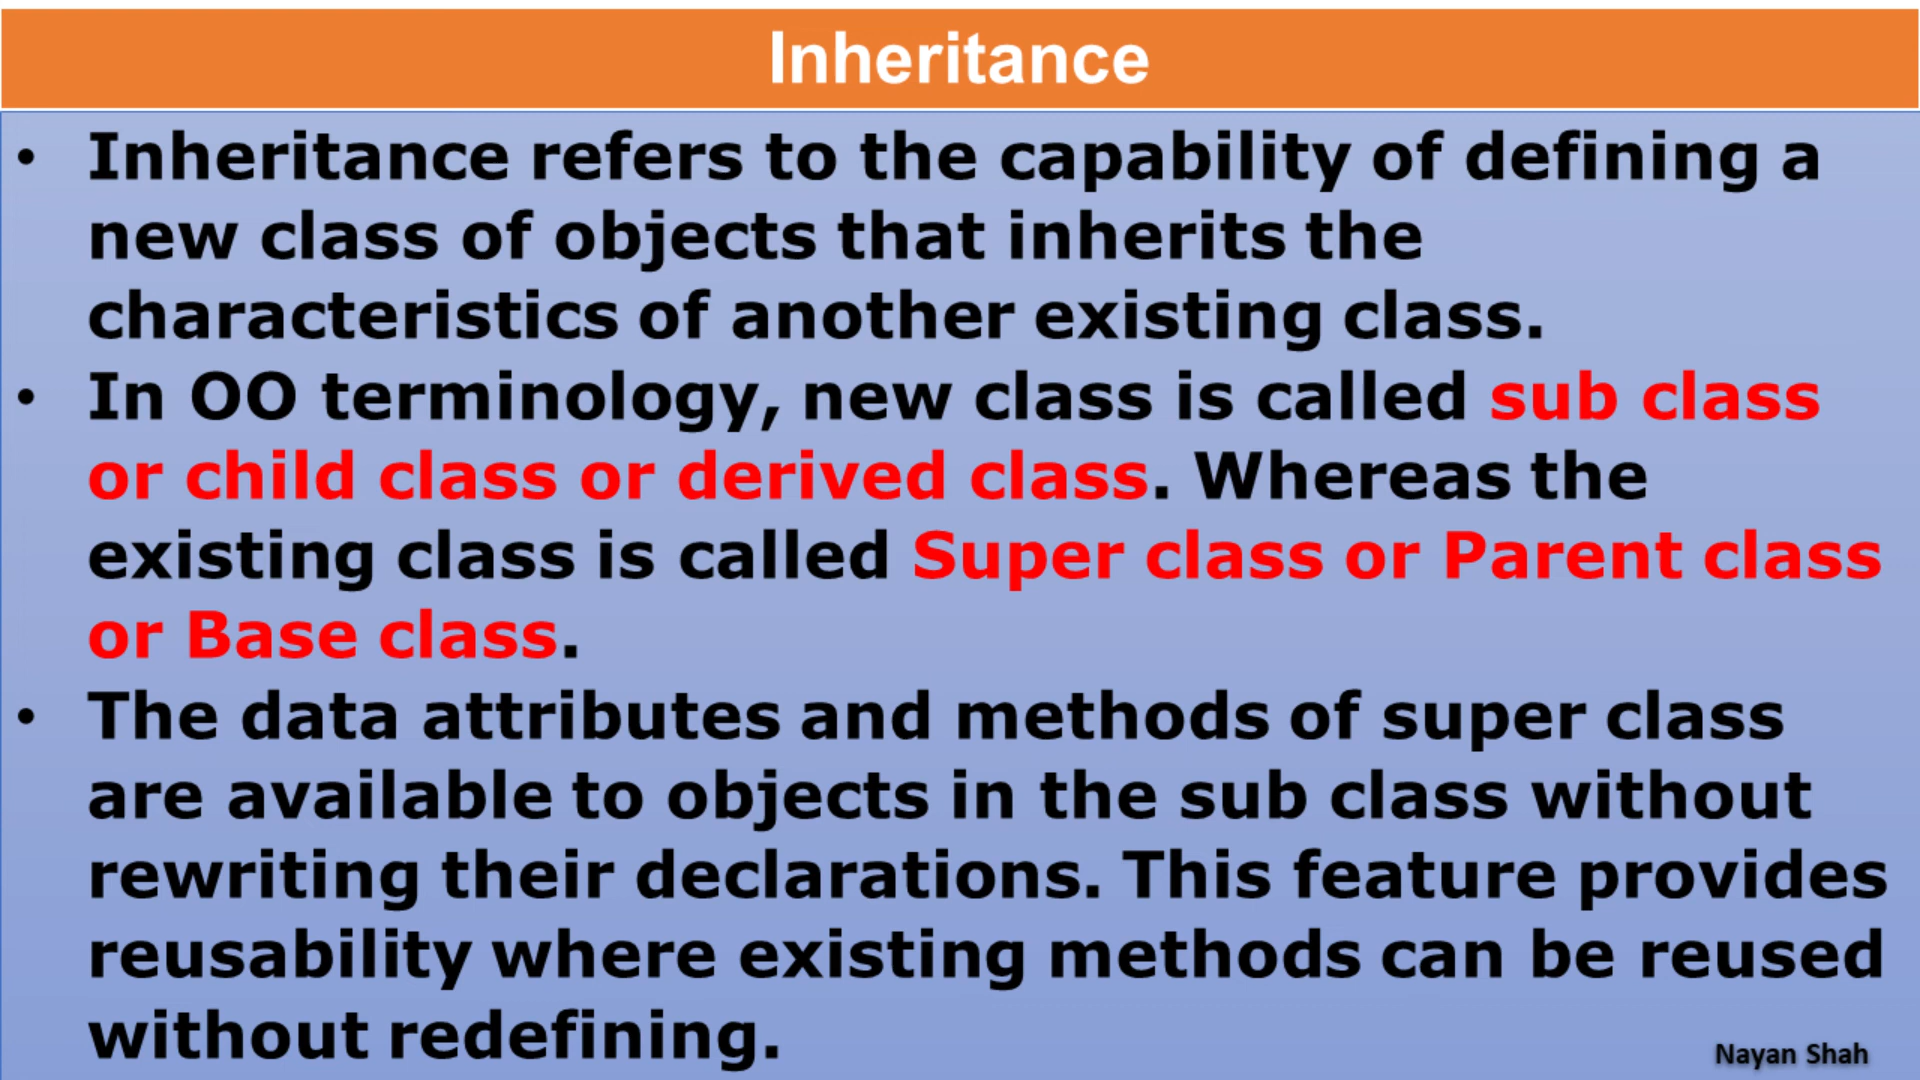 Inheritance
• Inheritance refers to the capability of defining a
new class of objects that inherits the
characteristics of another existing class.
• In OO terminology, new class is called sub class
or child class or derived class. Whereas the
existing class is called Super class or Parent class
or Base class.
• The data attributes and methods of super class
are available to objects in the sub class without
rewriting their declarations. This feature provides
reusability where existing methods can be reused
without redefining.
Nayan Shah